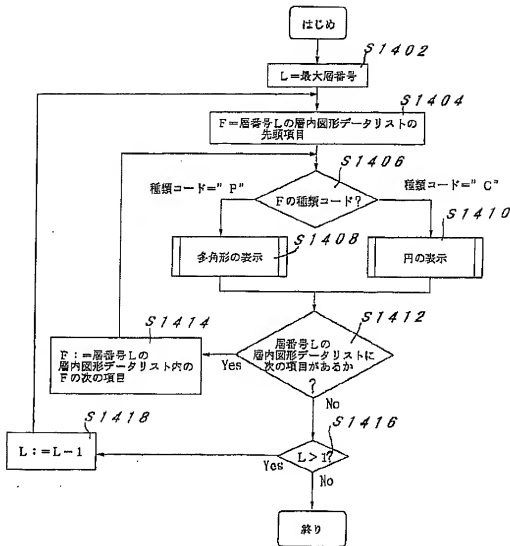 はじめ
S1402
L=最大層番号
S1404
F=層番号Lの層内図形データリストの
先頭項目
S1406
種類コード="P"
Fの種類コード?
種類コード="C"
S1408
S1410
多角形の表示
円の表示
S1412
S1414
層番号Lの
層内図形データリストに
次の項目があるか
?
F:=層番号Lの
層内図形データリスト内の
Fの次の項目
Yes
No
S1418
S1416
L:=L-1
L>1?
Yes
No
終り